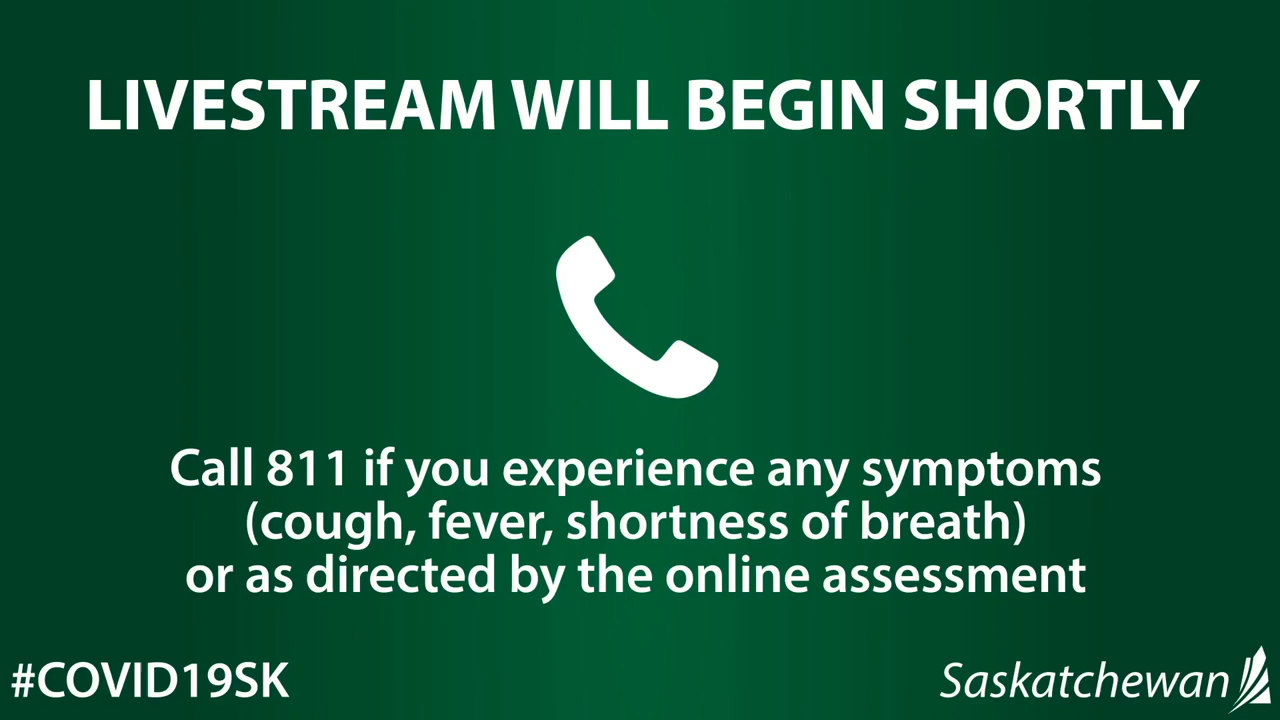 LIVESTREAM WILL BEGIN SHORTLY
Call 811 if you experience any symptoms
(cough, fever, shortness of breath)
or as directed by the online assessment
#COVID19SK
Saskatchewan